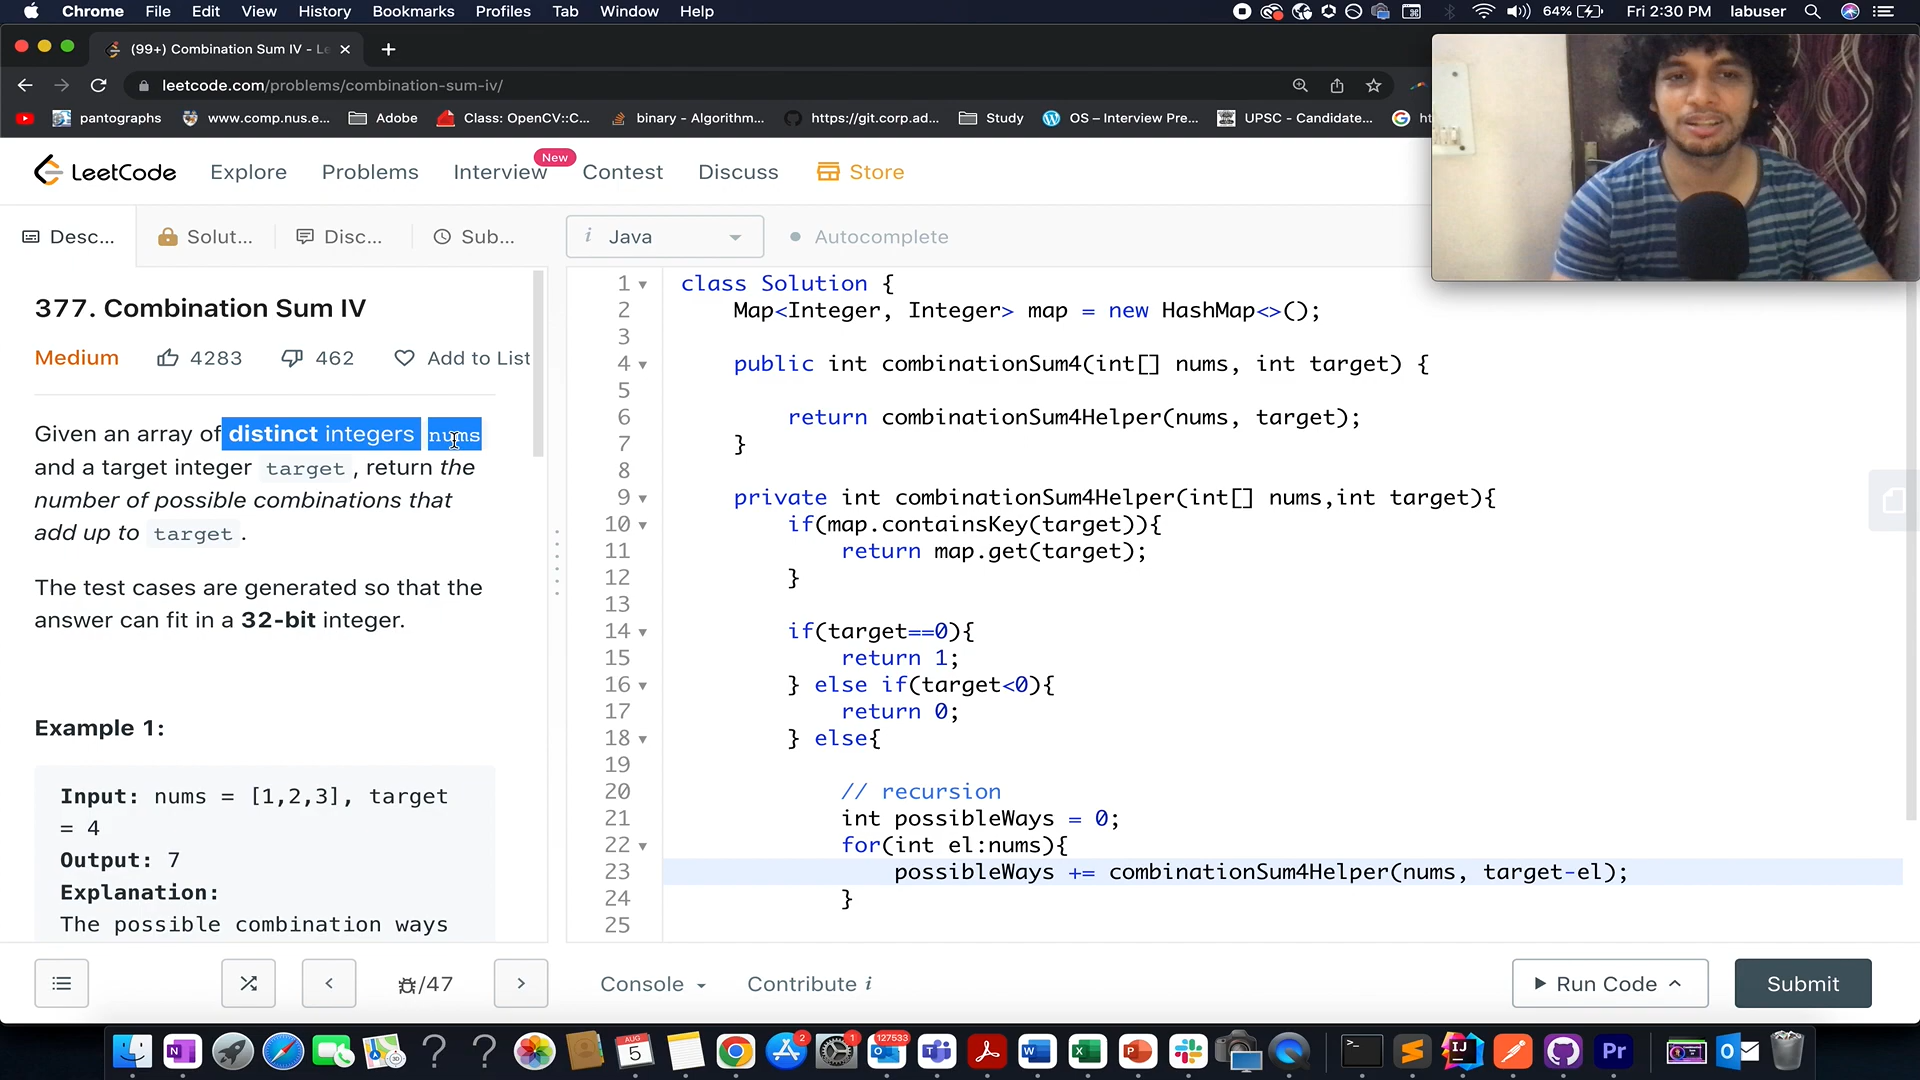 Chrome File Edit View History Bookmarks Profiles Tab Window Help 64% Fri 2:30 PM labuser
(99+) Combination Sum IV - Le
leetcode.com/problems/combination-sum-iv/
pantographs www.comp.nus.e... Adobe Class: OpenCV::C... binary - Algorithm... https://git.corp.ad... Study OS – Interview Pre... UPSC - Candidate...
LeetCode Explore Problems Interview New Contest Discuss Store
Desc... Solut... Disc... Sub... i Java Autocomplete
377. Combination Sum IV
Medium 4283 462 Add to List
Given an array of distinct integers nums
and a target integer target , return the
number of possible combinations that
add up to target .
The test cases are generated so that the
answer can fit in a 32-bit integer.
Example 1:
Input: nums = [1,2,3], target
= 4
Output: 7
Explanation:
The possible combination ways
1 class Solution {
2 Map<Integer, Integer> map = new HashMap<>();
3
4 public int combinationSum4(int[] nums, int target) {
5
6 return combinationSum4Helper(nums, target);
7 }
8
9 private int combinationSum4Helper(int[] nums,int target){
10 if(map.containsKey(target)){
11 return map.get(target);
12 }
13
14 if(target==0){
15 return 1;
16 } else if(target<0){
17 return 0;
18 } else{
19
20 // recursion
21 int possibleWays = 0;
22 for(int el:nums){
23 possibleWays += combinationSum4Helper(nums, target-el);
24 }
25
/47 Console Contribute i Run Code Submit
AUG 5 2 1 127533